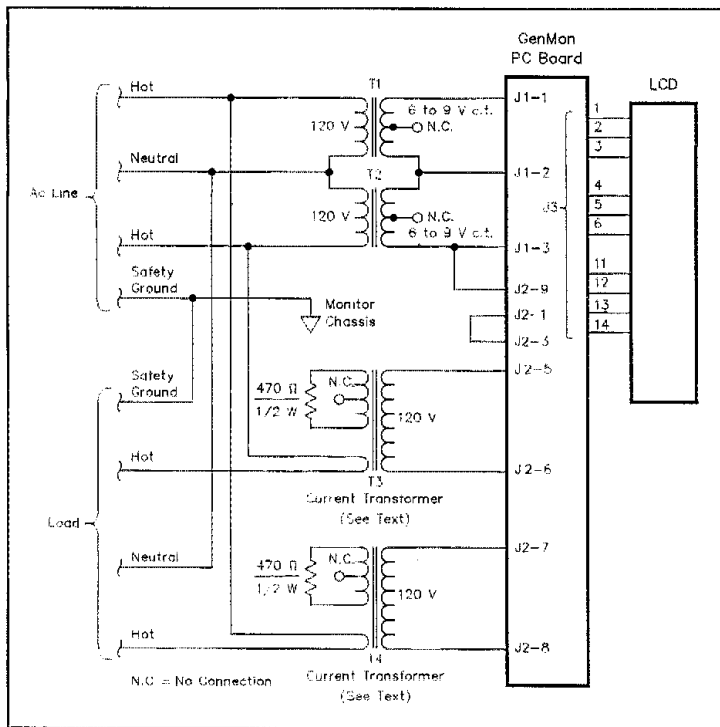 GenMon
PC Board
LCD
Hot
T1
J1-1
6 to 9 V c.t.
120 V
N.C.
1
2
3
Neutral
T2
J1-2
Ac Line
120 V
N.C.
J3
4
5
6
Hot
6 to 9 V c.t.
J1-3
Safety
Ground
J2-9
Monitor
Chassis
J2-1
J2-3
11
12
13
14
Safety
Ground
470 Ω
1/2 W
N.C.
120 V
J2-5
Hot
T3
J2-6
Current Transformer
(See Text)
Load
Neutral
470 Ω
1/2 W
N.C.
120 V
J2-7
Hot
T4
J2-8
N.C = No Connection
Current Transformer
(See Text)